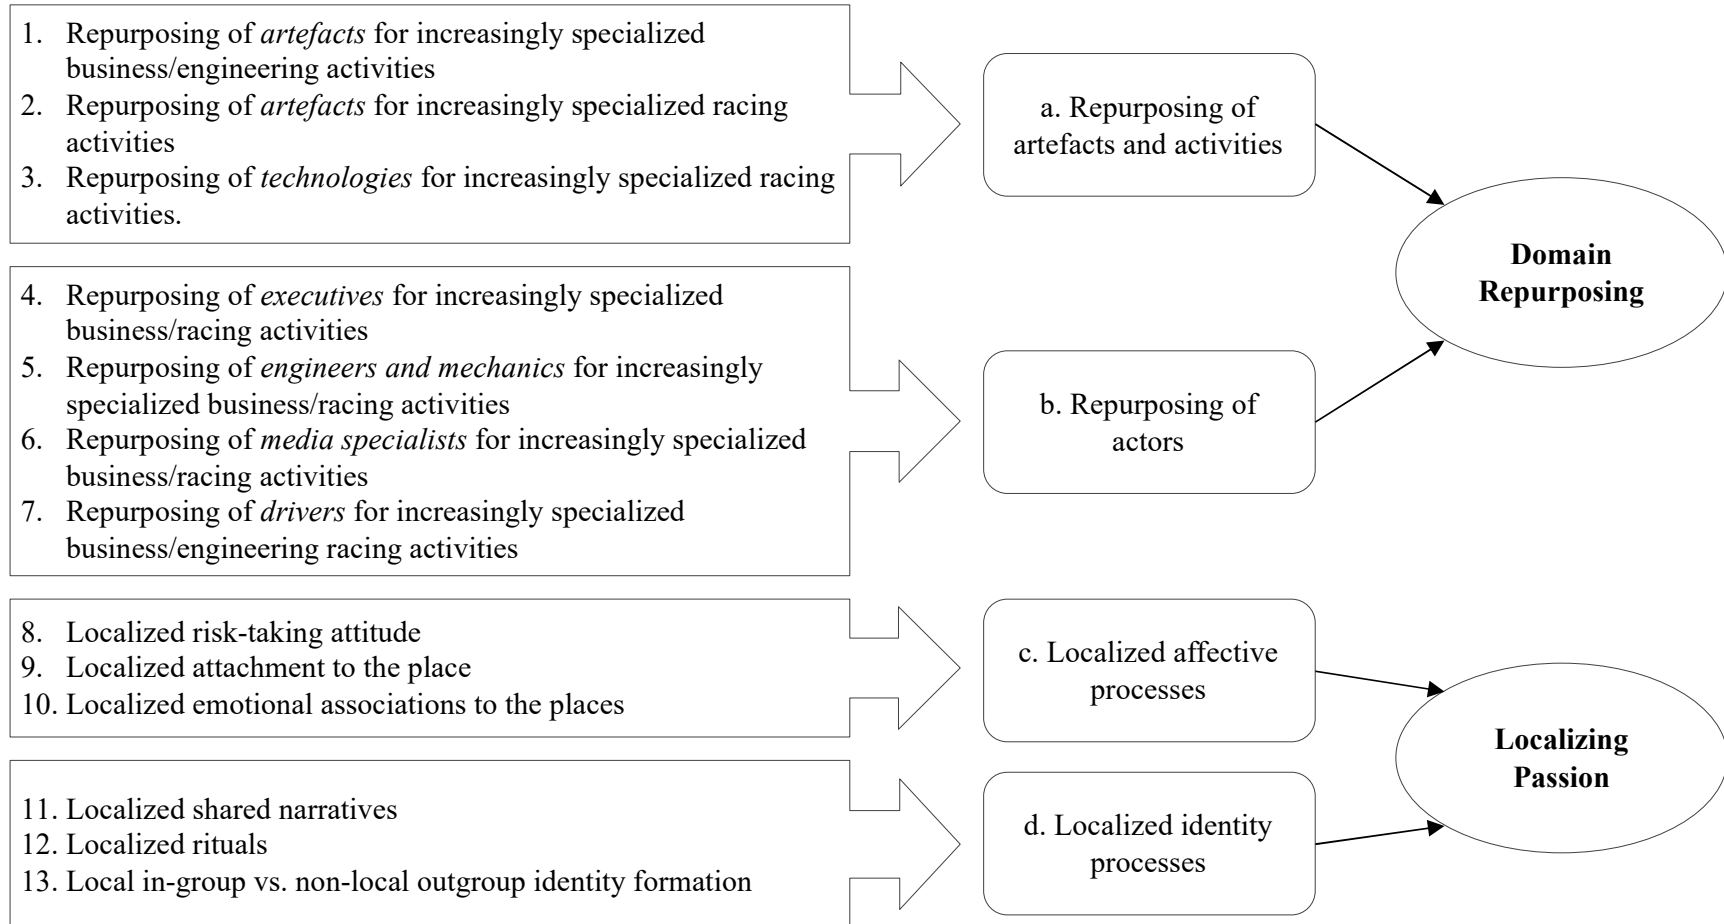 1. Repurposing of artefacts for increasingly specialized
business/engineering activities
2. Repurposing of artefacts for increasingly specialized racing
activities
3. Repurposing of technologies for increasingly specialized racing
activities.
a. Repurposing of
artefacts and activities
Domain
Repurposing
4. Repurposing of executives for increasingly specialized
business/racing activities
5. Repurposing of engineers and mechanics for increasingly
specialized business/racing activities
6. Repurposing of media specialists for increasingly specialized
business/racing activities
7. Repurposing of drivers for increasingly specialized
business/engineering racing activities
b. Repurposing of
actors
8. Localized risk-taking attitude
9. Localized attachment to the place
10. Localized emotional associations to the places
c. Localized affective
processes
Localizing
Passion
11. Localized shared narratives
12. Localized rituals
13. Local in-group vs. non-local outgroup identity formation
d. Localized identity
processes